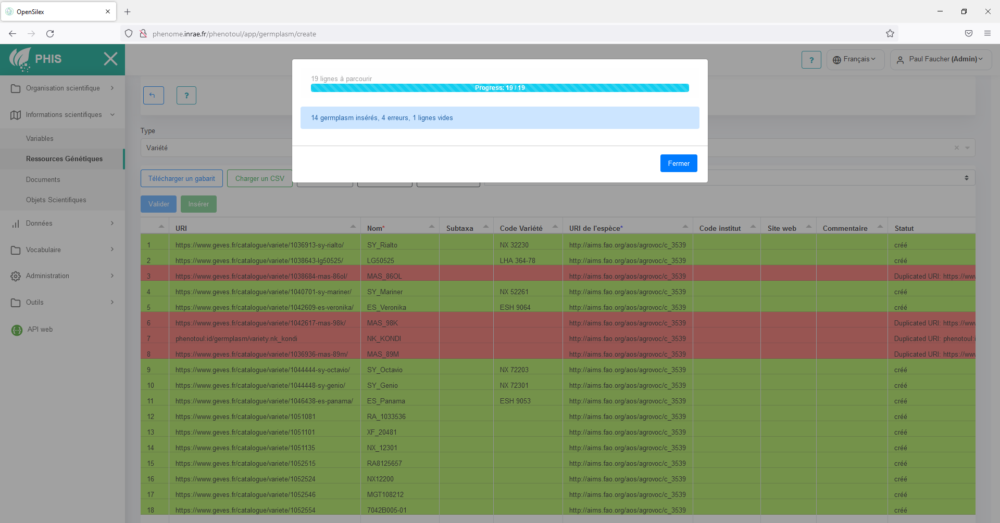 OpenSilex
phenome.inrae.fr/phenotoul/app/germplasm/create
PHIS
? Français Paul Faucher (Admin)
Organisation scientifique
Informations scientifiques
Variables
Ressources Génétiques
Documents
Objets Scientifiques
Données
Vocabulaire
Administration
Outils
API web
?
19 lignes à parcourir
Progress: 19 / 19
14 germplasm insérés, 4 erreurs, 1 lignes vides
Fermer
Type
Variété
Télécharger un gabarit Charger un CSV
Valider Insérer
URI Nom* Subtaxa Code Variété URI de l'espèce* Code institut Site web Commentaire Statut
1 https://www.geves.fr/catalogue/variete/1036913-sy-rialto/ SY_Rialto NX 32230 http://aims.fao.org/aos/agrovoc/c_3539 créé
2 https://www.geves.fr/catalogue/variete/1038643-lg50525/ LG50525 LHA 364-78 http://aims.fao.org/aos/agrovoc/c_3539 créé
3 https://www.geves.fr/catalogue/variete/1038684-mas-86ol/ MAS_86OL http://aims.fao.org/aos/agrovoc/c_3539 Duplicated URI: https://www
4 https://www.geves.fr/catalogue/variete/1040701-sy-mariner/ SY_Mariner NX 52261 http://aims.fao.org/aos/agrovoc/c_3539 créé
5 https://www.geves.fr/catalogue/variete/1042609-es-veronika/ ES_Veronika ESH 9064 http://aims.fao.org/aos/agrovoc/c_3539 créé
6 https://www.geves.fr/catalogue/variete/1042617-mas-98k/ MAS_98K http://aims.fao.org/aos/agrovoc/c_3539 Duplicated URI: https://www
7 phenotoul:id/germplasm/variety.nk_kondi NK_KONDI http://aims.fao.org/aos/agrovoc/c_3539 Duplicated URI: phenotoul:i
8 https://www.geves.fr/catalogue/variete/1036936-mas-89m/ MAS_89M http://aims.fao.org/aos/agrovoc/c_3539 Duplicated URI: https://www
9 https://www.geves.fr/catalogue/variete/1044444-sy-octavio/ SY_Octavio NX 72203 http://aims.fao.org/aos/agrovoc/c_3539 créé
10 https://www.geves.fr/catalogue/variete/1044448-sy-genio/ SY_Genio NX 72301 http://aims.fao.org/aos/agrovoc/c_3539 créé
11 https://www.geves.fr/catalogue/variete/1046438-es-panama/ ES_Panama ESH 9053 http://aims.fao.org/aos/agrovoc/c_3539 créé
12 https://www.geves.fr/catalogue/variete/1051081 RA_1033536 http://aims.fao.org/aos/agrovoc/c_3539 créé
13 https://www.geves.fr/catalogue/variete/1051101 XF_20481 http://aims.fao.org/aos/agrovoc/c_3539 créé
14 https://www.geves.fr/catalogue/variete/1051135 NX_12301 http://aims.fao.org/aos/agrovoc/c_3539 créé
15 https://www.geves.fr/catalogue/variete/1052515 RA8125657 http://aims.fao.org/aos/agrovoc/c_3539 créé
16 https://www.geves.fr/catalogue/variete/1052524 NX12200 http://aims.fao.org/aos/agrovoc/c_3539 créé
17 https://www.geves.fr/catalogue/variete/1052546 MGT108212 http://aims.fao.org/aos/agrovoc/c_3539 créé
18 https://www.geves.fr/catalogue/variete/1052554 7042B005-01 http://aims.fao.org/aos/agrovoc/c_3539 créé